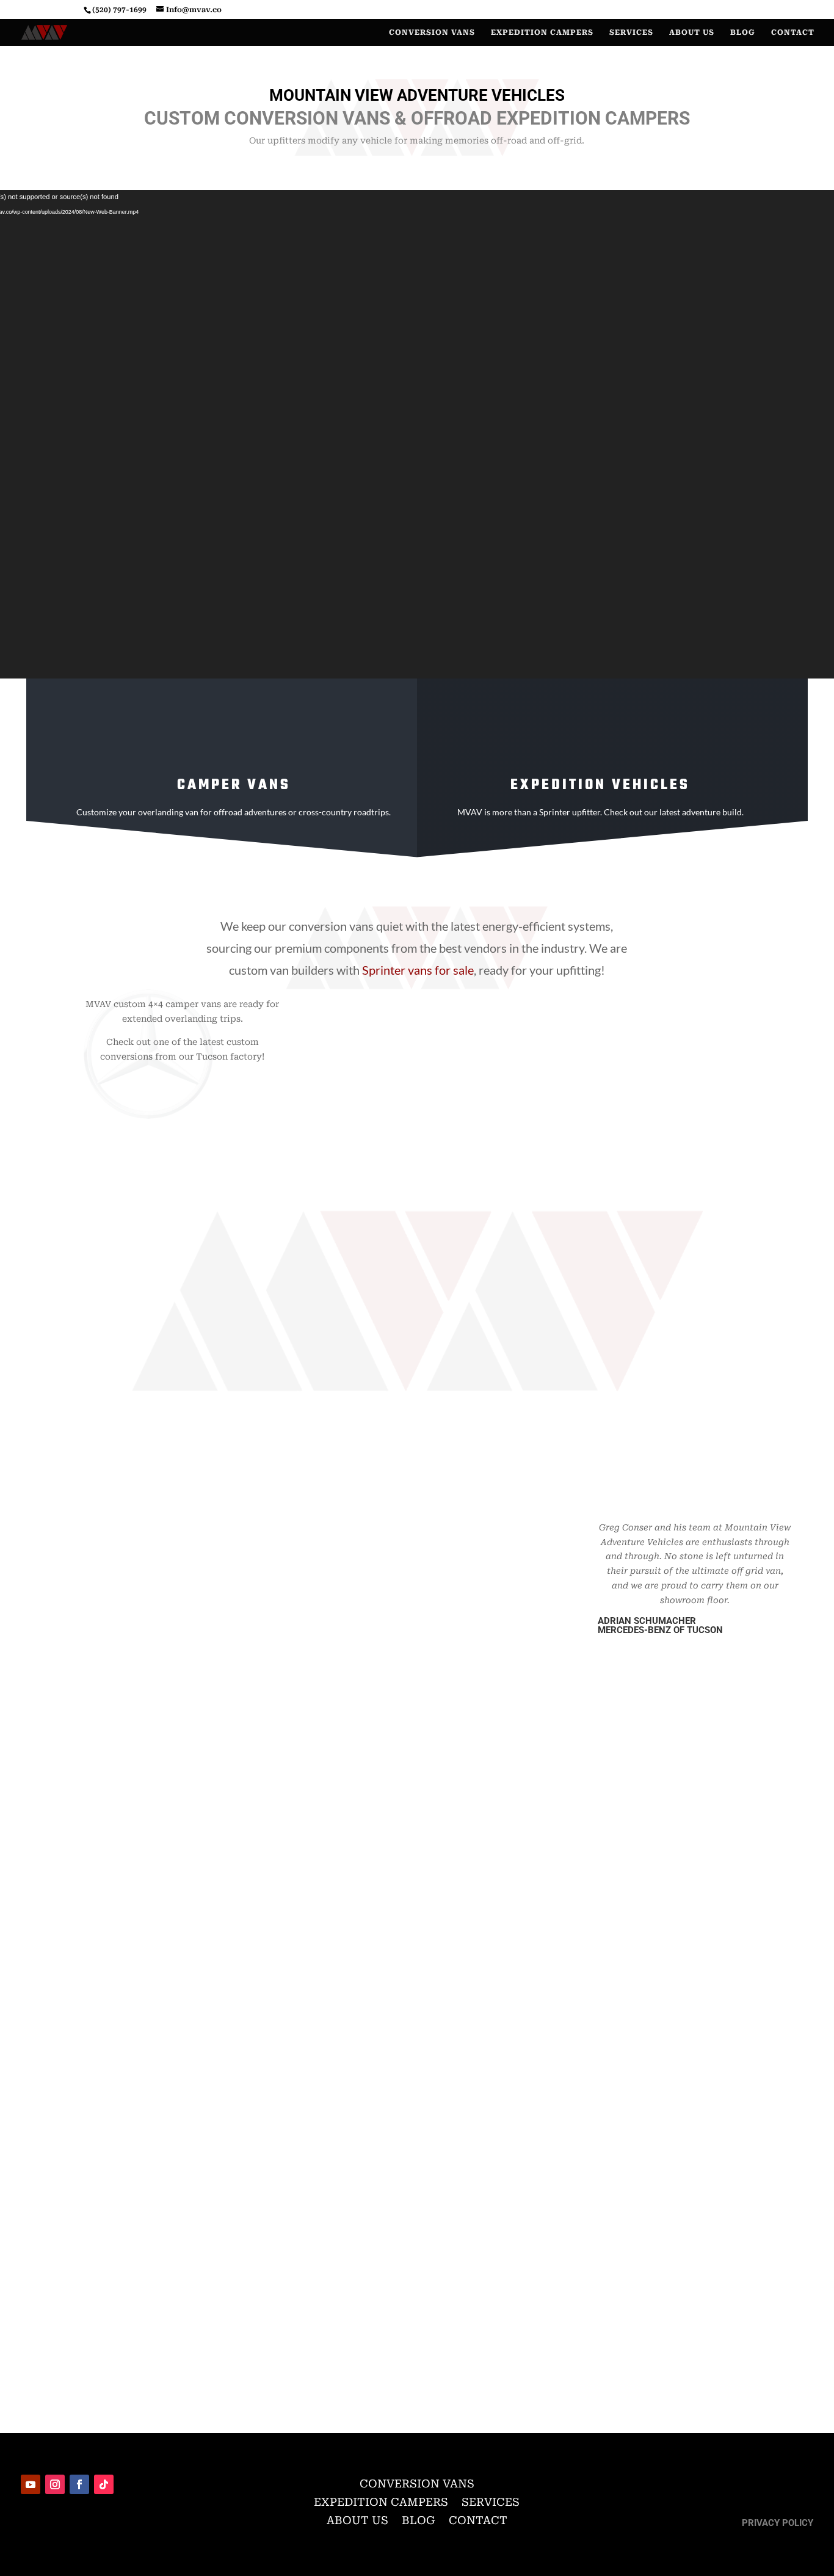 (520) 797-1699 Info@mvav.co
CONVERSION VANS EXPEDITION CAMPERS SERVICES ABOUT US BLOG CONTACT
MOUNTAIN VIEW ADVENTURE VEHICLES
CUSTOM CONVERSION VANS & OFFROAD EXPEDITION CAMPERS
Our upfitters modify any vehicle for making memories off-road and off-grid.
s) not supported or source(s) not found
av.co/wp-content/uploads/2024/08/New-Web-Banner.mp4
CAMPER VANS
Customize your overlanding van for offroad adventures or cross-country roadtrips.
EXPEDITION VEHICLES
MVAV is more than a Sprinter upfitter. Check out our latest adventure build.
We keep our conversion vans quiet with the latest energy-efficient systems,
sourcing our premium components from the best vendors in the industry. We are
custom van builders with Sprinter vans for sale, ready for your upfitting!
MVAV custom 4×4 camper vans are ready for
extended overlanding trips.
Check out one of the latest custom
conversions from our Tucson factory!
Greg Conser and his team at Mountain View
Adventure Vehicles are enthusiasts through
and through. No stone is left unturned in
their pursuit of the ultimate off grid van,
and we are proud to carry them on our
showroom floor.
ADRIAN SCHUMACHER
MERCEDES-BENZ OF TUCSON
CONVERSION VANS
EXPEDITION CAMPERS SERVICES
ABOUT US BLOG CONTACT
PRIVACY POLICY